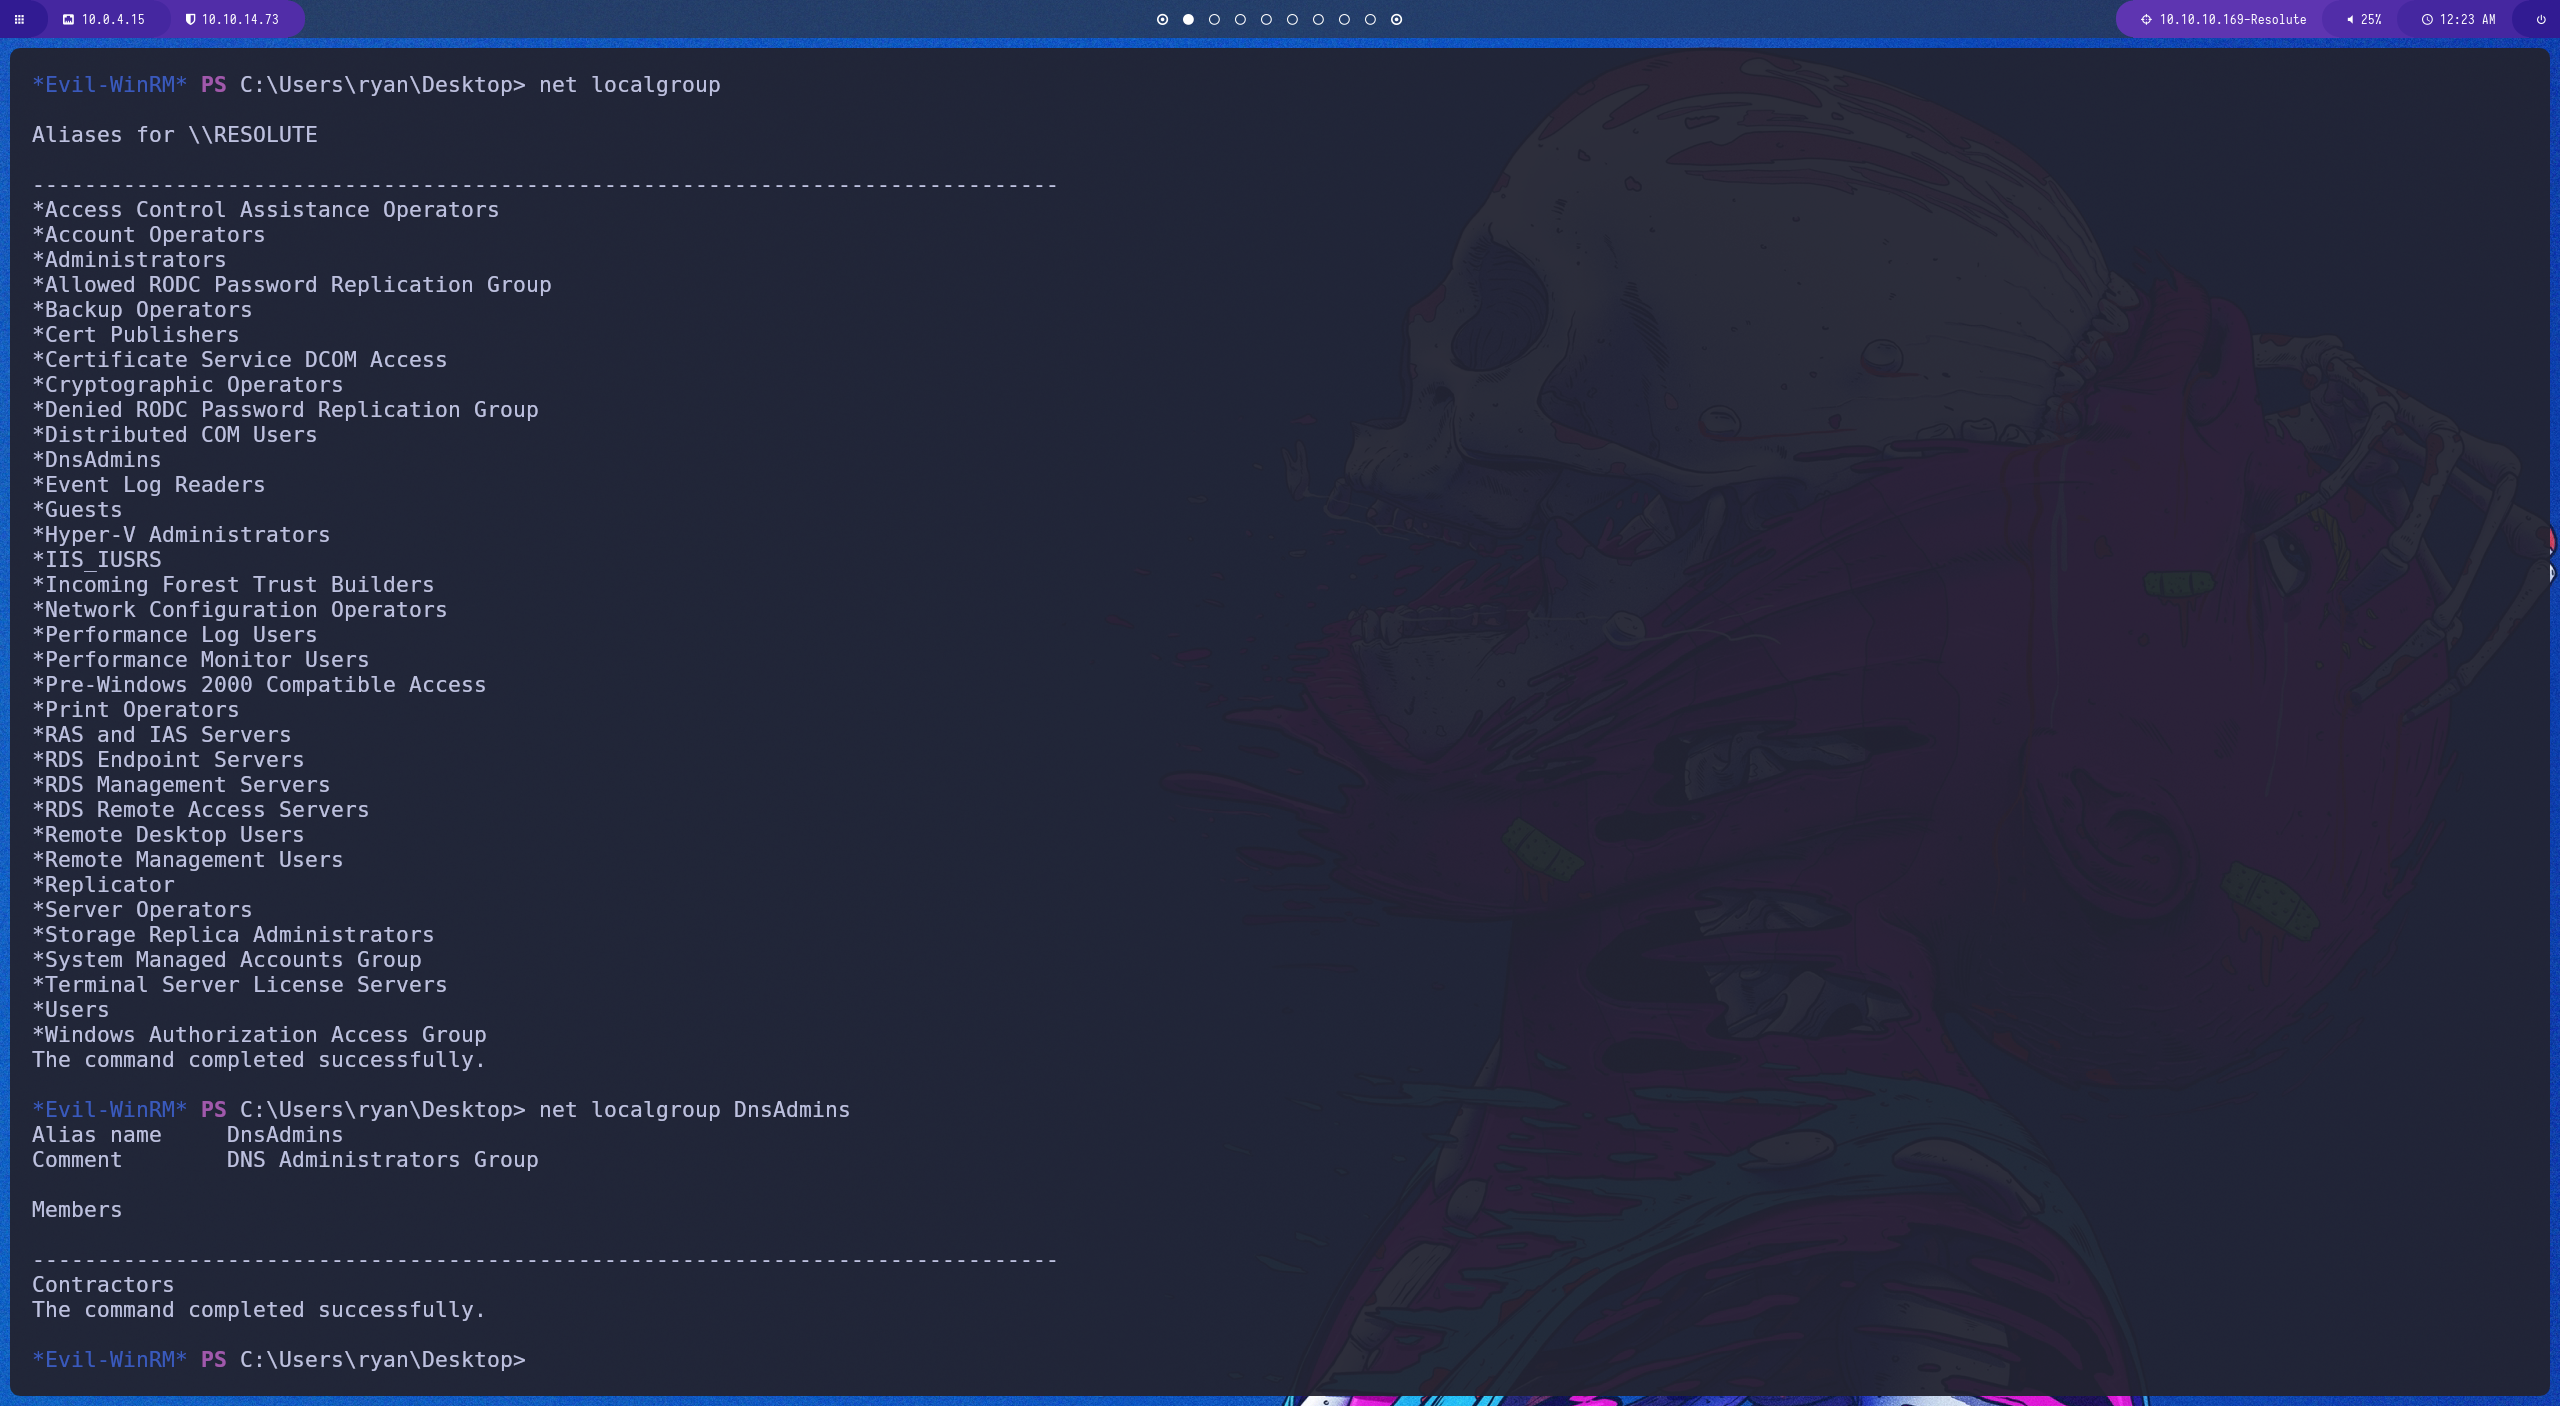 10.0.4.15 10.10.14.73 10.10.10.169-Resolute 25% 12:23 AM
*Evil-WinRM* PS C:\Users\ryan\Desktop> net localgroup
Aliases for \\RESOLUTE
-------------------------------------------------------------------------------
*Access Control Assistance Operators
*Account Operators
*Administrators
*Allowed RODC Password Replication Group
*Backup Operators
*Cert Publishers
*Certificate Service DCOM Access
*Cryptographic Operators
*Denied RODC Password Replication Group
*Distributed COM Users
*DnsAdmins
*Event Log Readers
*Guests
*Hyper-V Administrators
*IIS_IUSRS
*Incoming Forest Trust Builders
*Network Configuration Operators
*Performance Log Users
*Performance Monitor Users
*Pre-Windows 2000 Compatible Access
*Print Operators
*RAS and IAS Servers
*RDS Endpoint Servers
*RDS Management Servers
*RDS Remote Access Servers
*Remote Desktop Users
*Remote Management Users
*Replicator
*Server Operators
*Storage Replica Administrators
*System Managed Accounts Group
*Terminal Server License Servers
*Users
*Windows Authorization Access Group
The command completed successfully.
*Evil-WinRM* PS C:\Users\ryan\Desktop> net localgroup DnsAdmins
Alias name     DnsAdmins
Comment        DNS Administrators Group
Members
-------------------------------------------------------------------------------
Contractors
The command completed successfully.
*Evil-WinRM* PS C:\Users\ryan\Desktop>